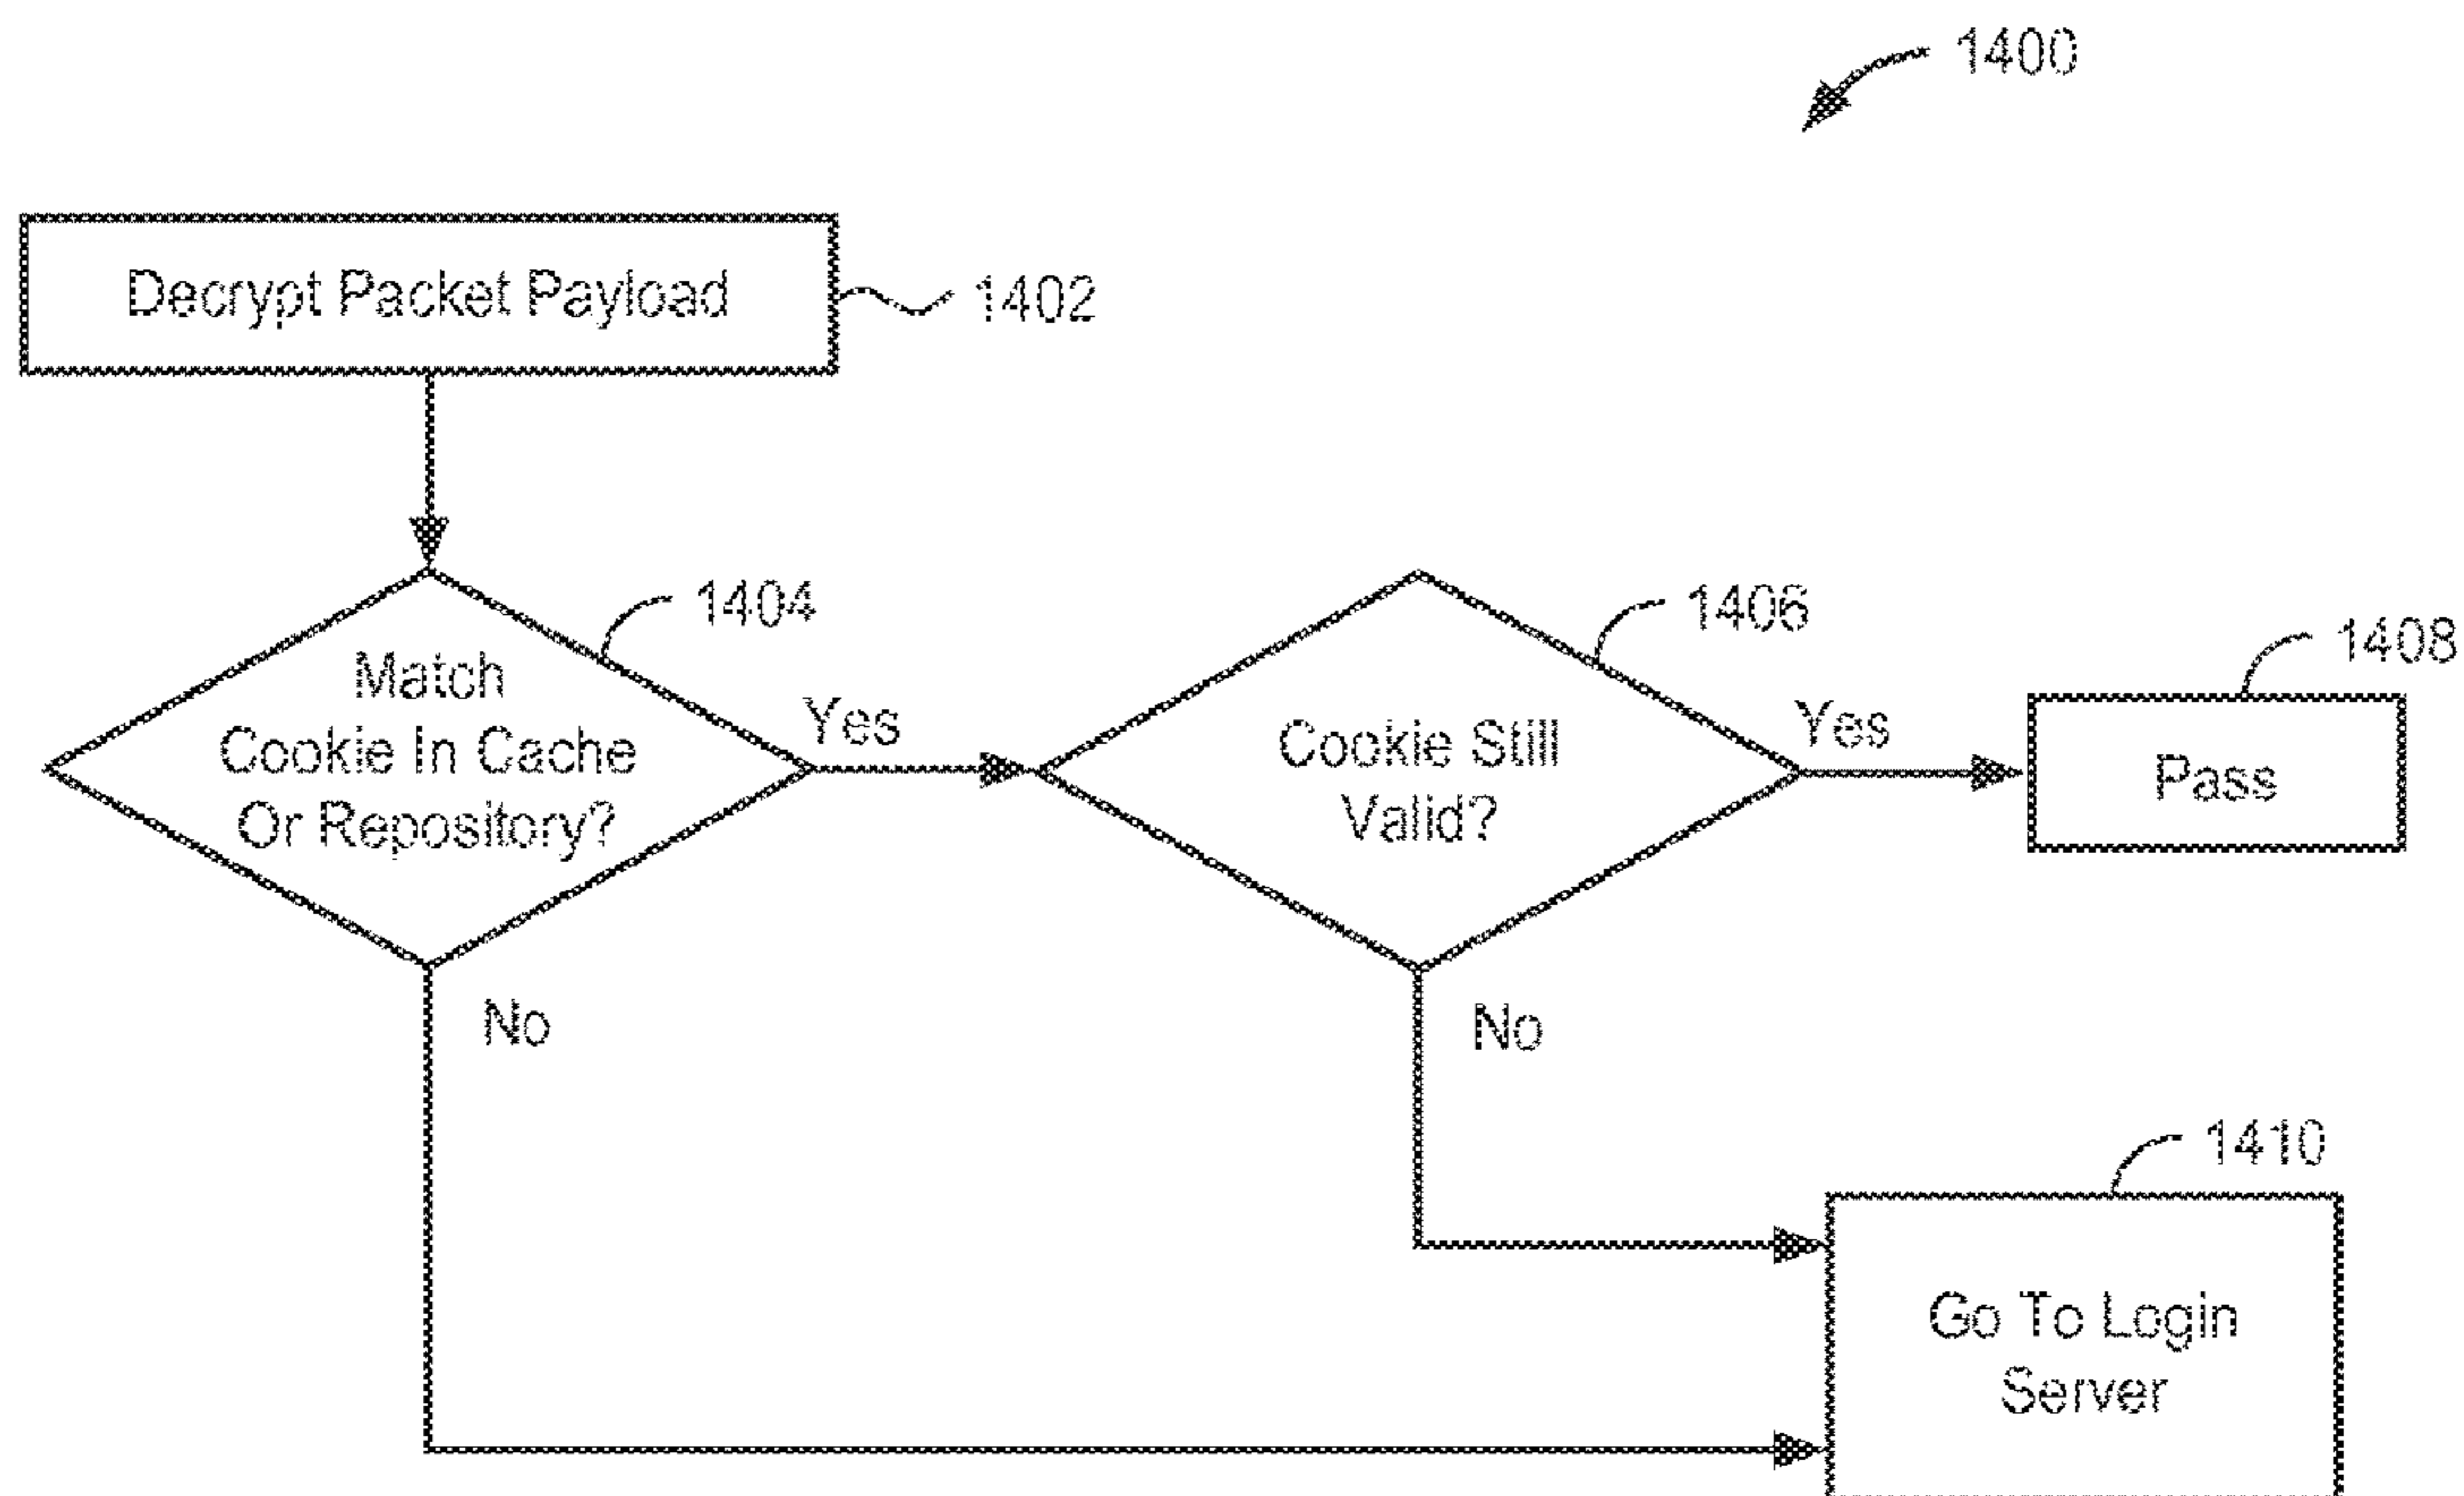 1400
Decrypt Packet Payload
1402
1404
Match
Cookie In Cache
Or Repository?
Yes
No
1406
Cookie Still
Valid?
Yes
No
1408
Pass
1410
Go To Login
Server